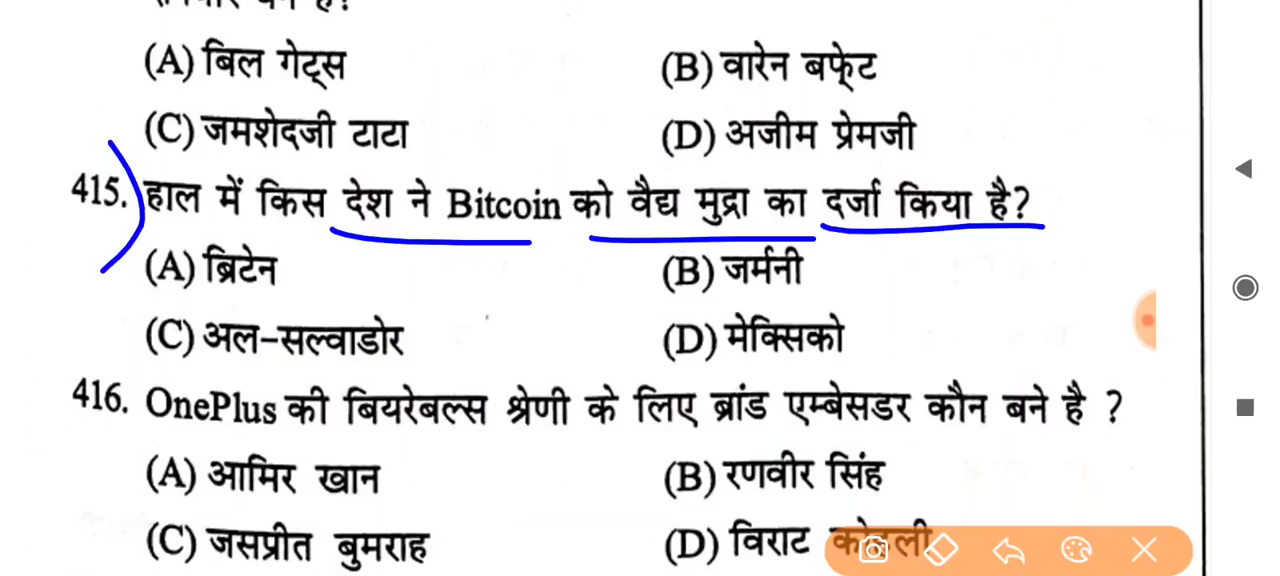 (A) बिल गेट्स (B) वारेन बफेट
(C) जमशेदजी टाटा (D) अजीम प्रेमजी
415. हाल में किस देश ने Bitcoin को वैद्य मुद्रा का दर्जा किया है?
(A) ब्रिटेन (B) जर्मनी
(C) अल-सल्वाडोर (D) मेक्सिको
416. OnePlus की बियरेबल्स श्रेणी के लिए ब्रांड एम्बेसडर कौन बने है ?
(A) आमिर खान (B) रणवीर सिंह
(C) जसप्रीत बुमराह (D) विराट कोहली